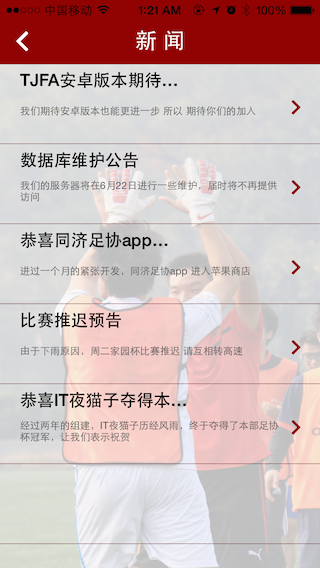 中国移动
1:21 AM
100%
新闻
TJFA安卓版本期待...
我们期待安卓版本也能更进一步 所以 期待你们的加入
数据库维护公告
我们的服务器将在6月22日进行一些维护，届时将不再提供
访问
恭喜同济足协app...
进过一个月的紧张开发，同济足协app 进入苹果商店
比赛推迟预告
由于下雨原因，周二家园杯比赛推迟 请互相转高速
恭喜IT夜猫子夺得本...
经过两年的组建，IT夜猫子历经风雨，终于夺得了本部足协
杯冠军，让我们表示祝贺